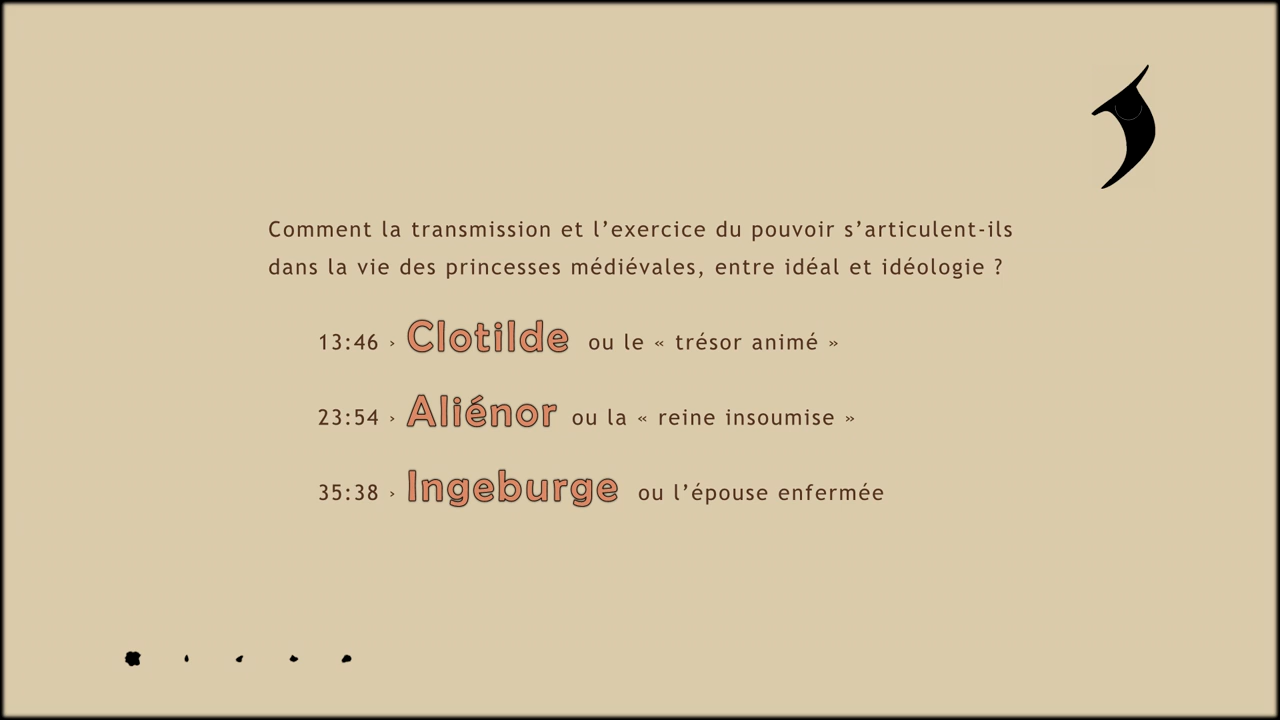 Comment la transmission et l’exercice du pouvoir s’articulent-ils
dans la vie des princesses médiévales, entre idéal et idéologie ?
13:46 › Clotilde ou le « trésor animé »
23:54 › Aliénor ou la « reine insoumise »
35:38 › Ingeburge ou l’épouse enfermée